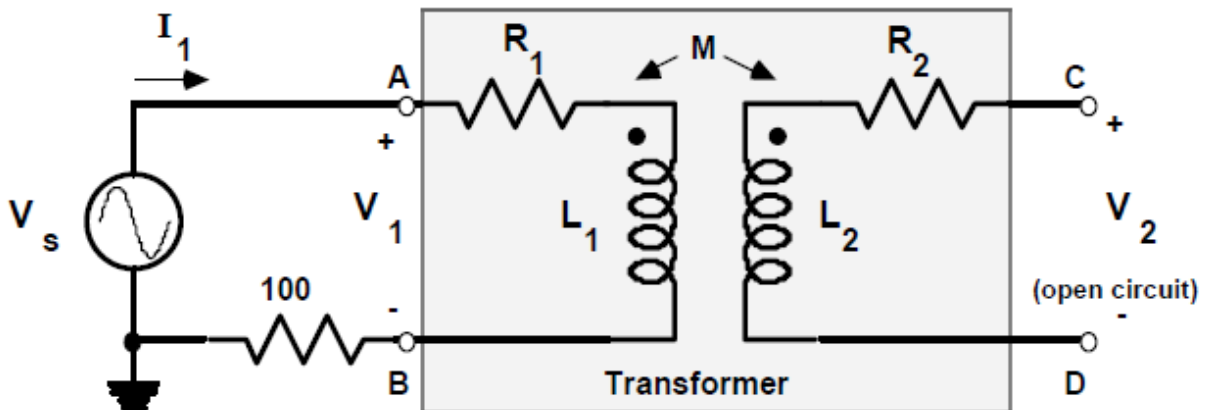 I1
R1
M
R2
A
C
+
+
Vs
V1
L1
L2
V2
100
-
(open circuit)
-
B
Transformer
D